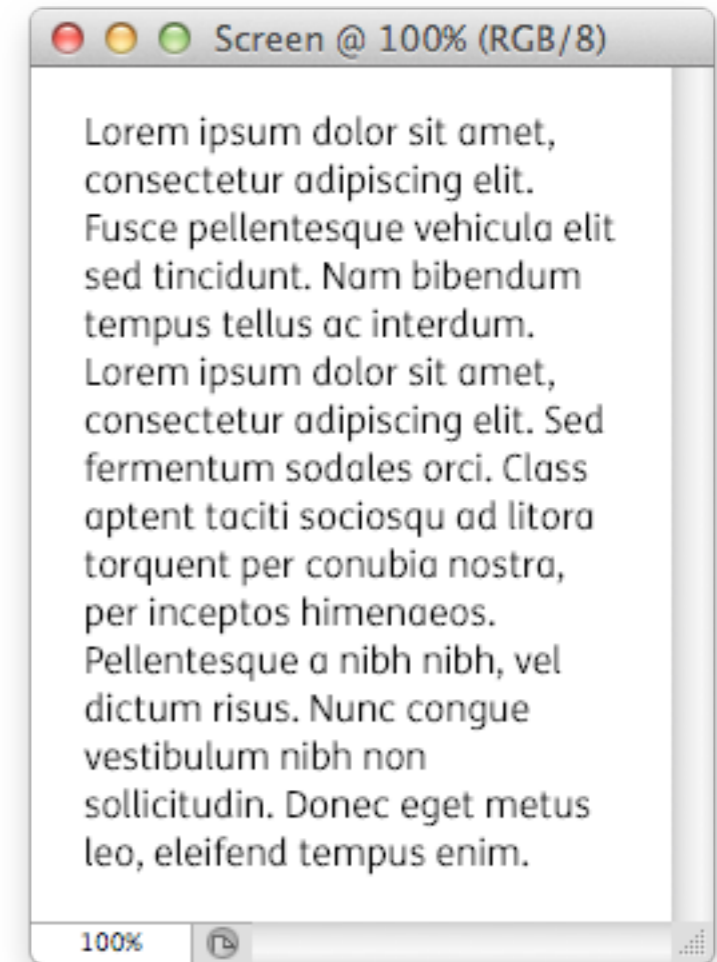 Screen @ 100% (RGB/8)
Lorem ipsum dolor sit amet,
consectetur adipiscing elit.
Fusce pellentesque vehicula elit
sed tincidunt. Nam bibendum
tempus tellus ac interdum.
Lorem ipsum dolor sit amet,
consectetur adipiscing elit. Sed
fermentum sodales orci. Class
aptent taciti sociosqu ad litora
torquent per conubia nostra,
per inceptos himenaeos.
Pellentesque a nibh nibh, vel
dictum risus. Nunc congue
vestibulum nibh non
sollicitudin. Donec eget metus
leo, eleifend tempus enim.
100%